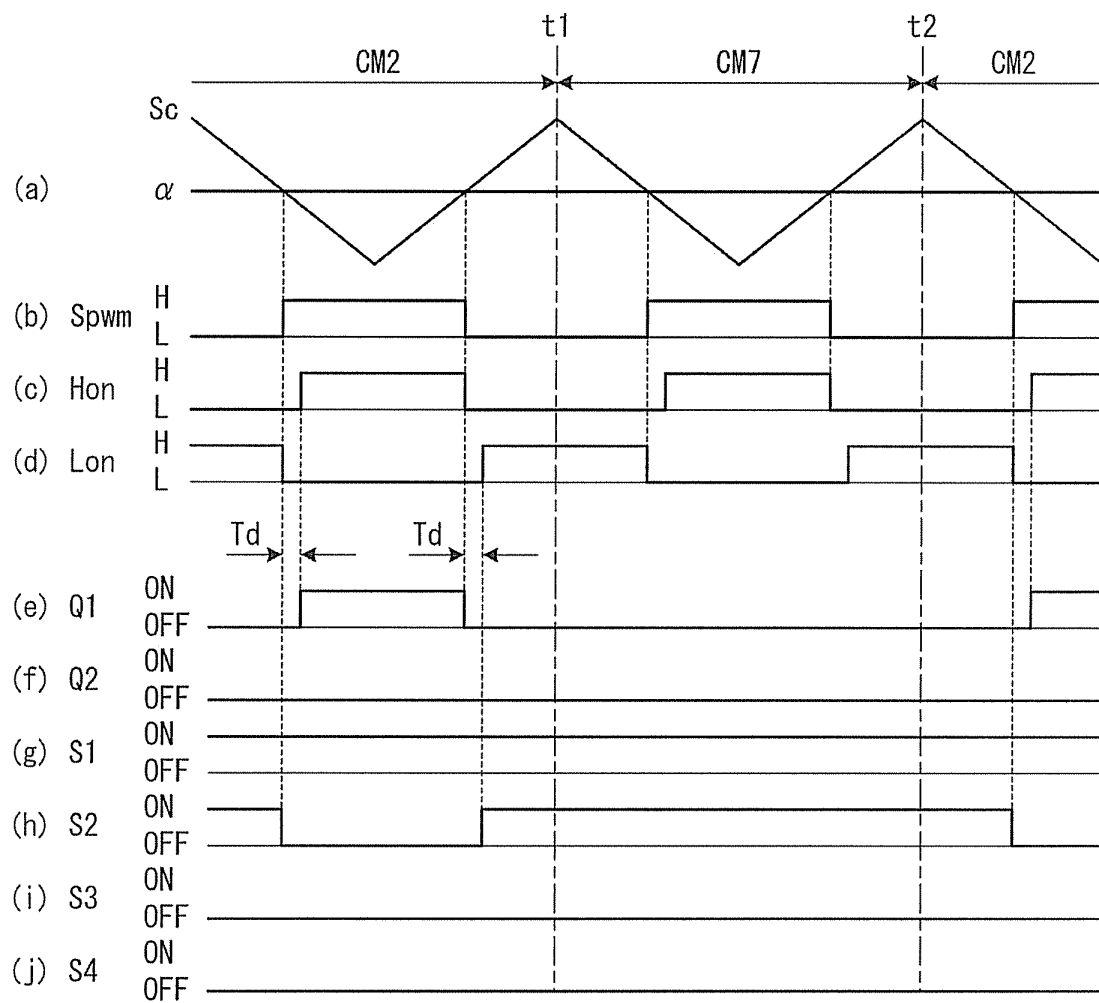 t1 t2
CM2 CM7 CM2
Sc
(a) α
(b) Spwm H
L
(c) Hon H
L
(d) Lon H
L
Td Td
(e) Q1 ON
OFF
(f) Q2 ON
OFF
(g) S1 ON
OFF
(h) S2 ON
OFF
(i) S3 ON
OFF
(j) S4 ON
OFF